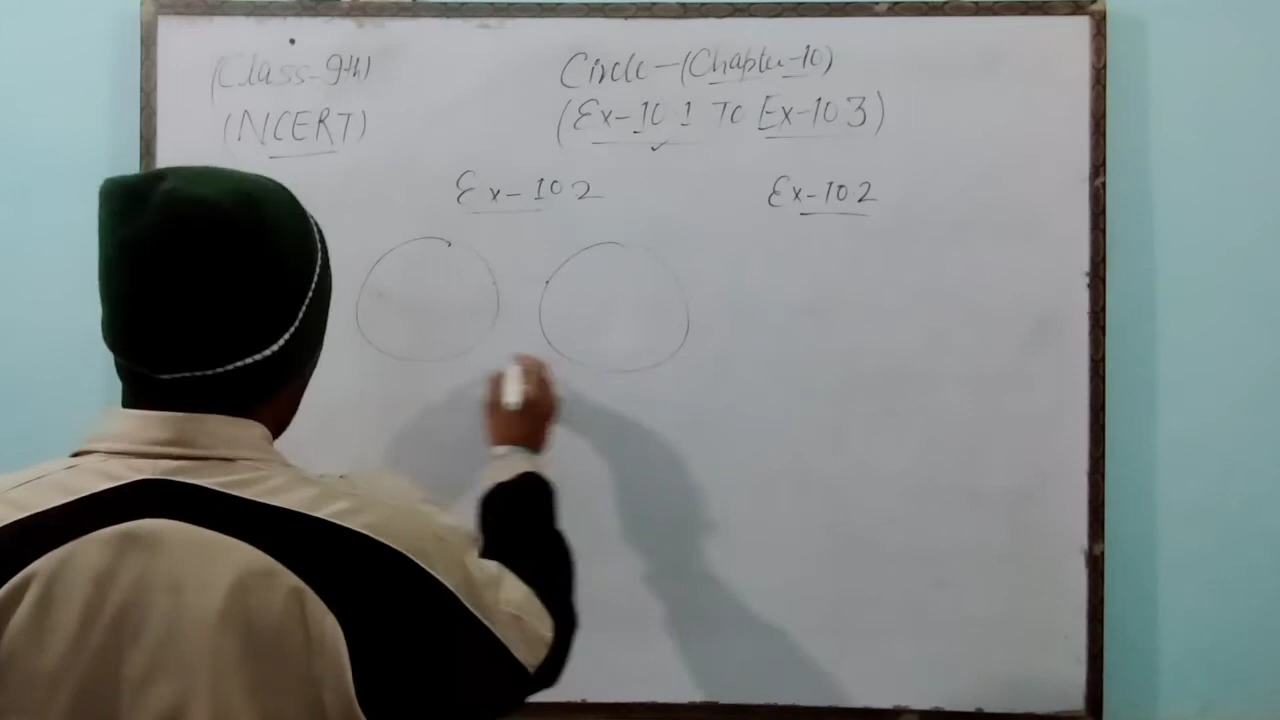 (Class-9th)
Circle-(Chapter-10)
(NCERT)
(Ex-10.1 TO Ex-10.3)
Ex-10.2
Ex-10.2